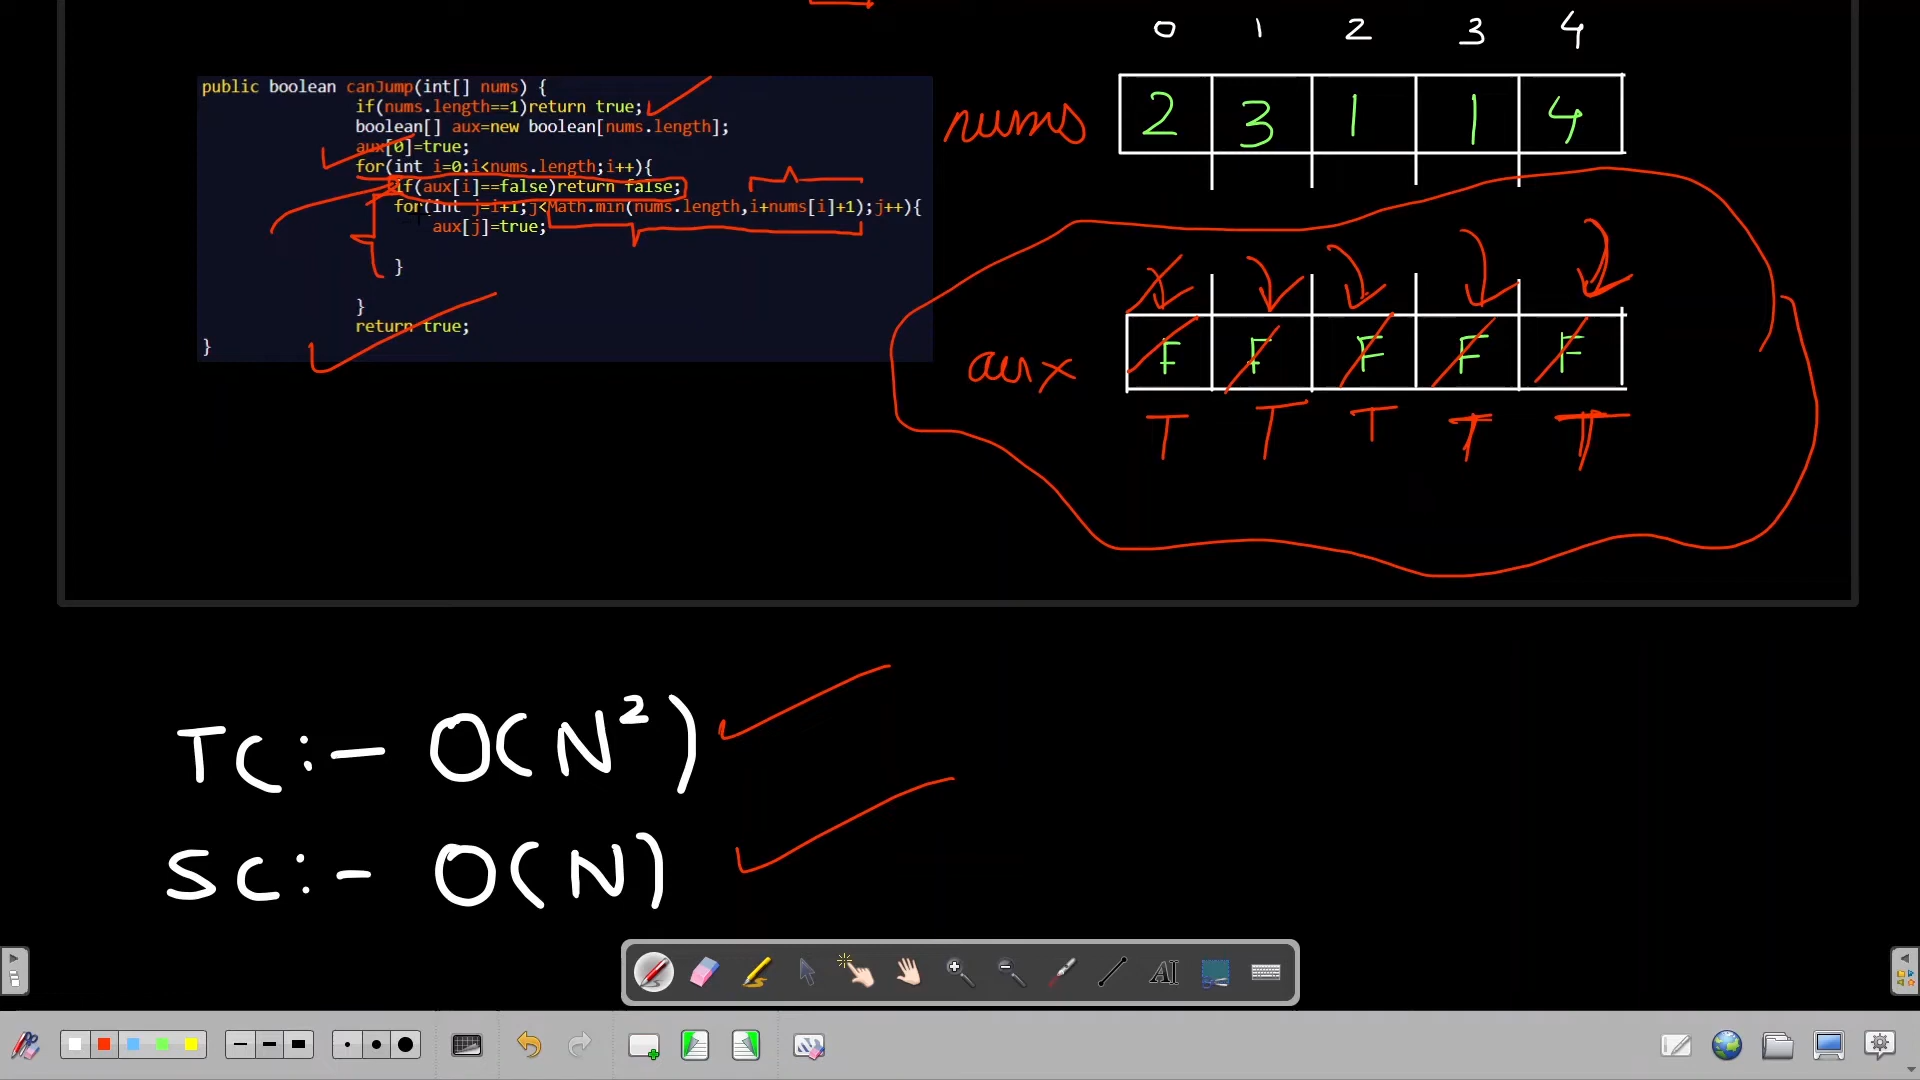 public boolean canJump(int[] nums) {
if(nums.length==1)return true;
boolean[] aux=new boolean[nums.length];
aux[0]=true;
for(int i=0;i<nums.length;i++){
if(aux[i]==false)return false;
for(int j=i+1;j<Math.min(nums.length,i+nums[i]+1);j++){
aux[j]=true;
}
}
return true;
}
0 1 2 3 4
nums 2 3 1 1 4
aux F F F F F
T T T T T
TC:- O(N²)
SC:- O(N)
AI